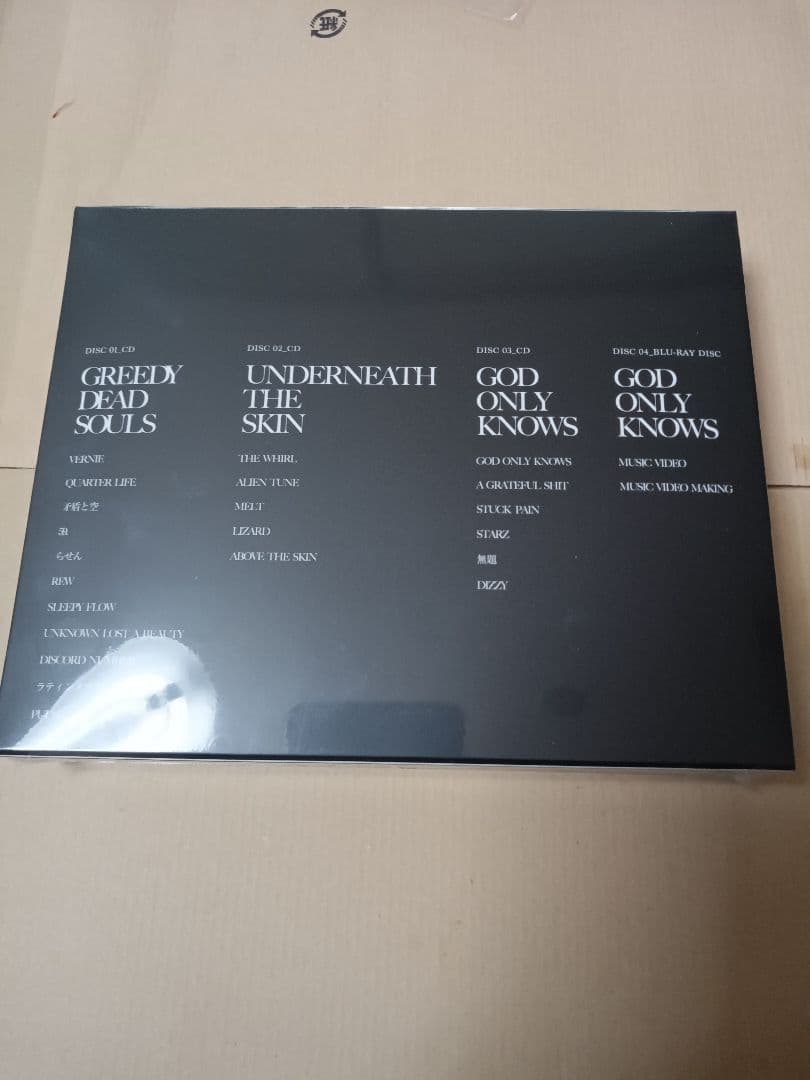 紙
DISC 01_CD
GREEDY
DEAD
SOULS
VERNIE
QUARTER LIFE
矛盾と空
らせん
REW
SLEEPY FLOW
UNKNOWN LOST A BEAUTY
DISCORD NUMBER
DISC 02_CD
UNDERNEATH
THE
SKIN
THE WHIRL
ALIEN TUNE
MELT
LIZARD
ABOVE THE SKIN
DISC 03_CD
GOD
ONLY
KNOWS
GOD ONLY KNOWS
A GRATEFUL SHIT
STUCK PAIN
STARZ
無題
DIZZY
DISC 04_BLU-RAY DISC
GOD
ONLY
KNOWS
MUSIC VIDEO
MUSIC VIDEO MAKING